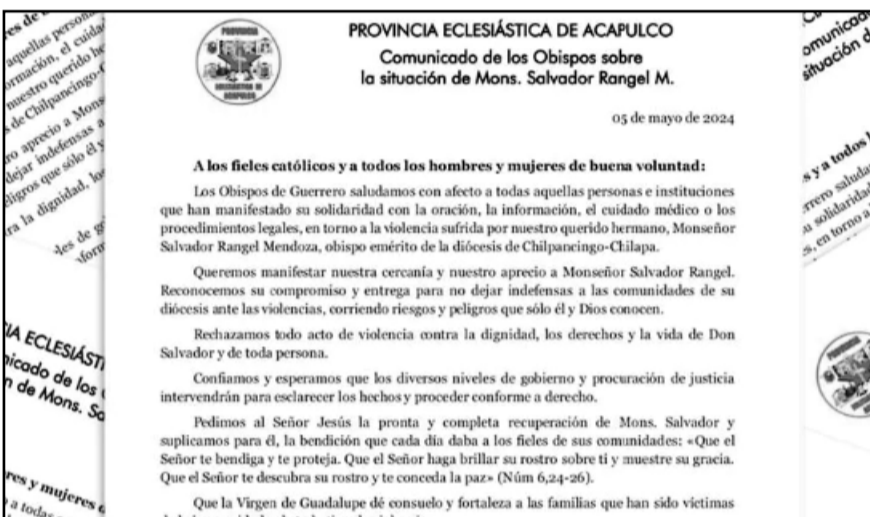 PROVINCIA ECLESIÁSTICA DE ACAPULCO
Comunicado de los Obispos sobre
la situación de Mons. Salvador Rangel M.
05 de mayo de 2024
A los fieles católicos y a todos los hombres y mujeres de buena voluntad:
Los Obispos de Guerrero saludamos con afecto a todas aquellas personas e instituciones
que han manifestado su solidaridad con la oración, la información, el cuidado médico o los
procedimientos legales, en torno a la violencia sufrida por nuestro querido hermano, Monseñor
Salvador Rangel Mendoza, obispo emérito de la diócesis de Chilpancingo-Chilapa.
Queremos manifestar nuestra cercanía y nuestro aprecio a Monseñor Salvador Rangel.
Reconocemos su compromiso y entrega para no dejar indefensas a las comunidades de su
diócesis ante las violencias, corriendo riesgos y peligros que sólo él y Dios conocen.
Rechazamos todo acto de violencia contra la dignidad, los derechos y la vida de Don
Salvador y de toda persona.
Confiamos y esperamos que los diversos niveles de gobierno y procuración de justicia
intervendrán para esclarecer los hechos y proceder conforme a derecho.
Pedimos al Señor Jesús la pronta y completa recuperación de Mons. Salvador y
suplicamos para él, la bendición que cada día daba a los fieles de sus comunidades: «Que el
Señor te bendiga y te proteja. Que el Señor haga brillar su rostro sobre ti y muestre su gracia.
Que el Señor te descubra su rostro y te conceda la paz» (Núm 6,24-26).
Que la Virgen de Guadalupe dé consuelo y fortaleza a las familias que han sido víctimas